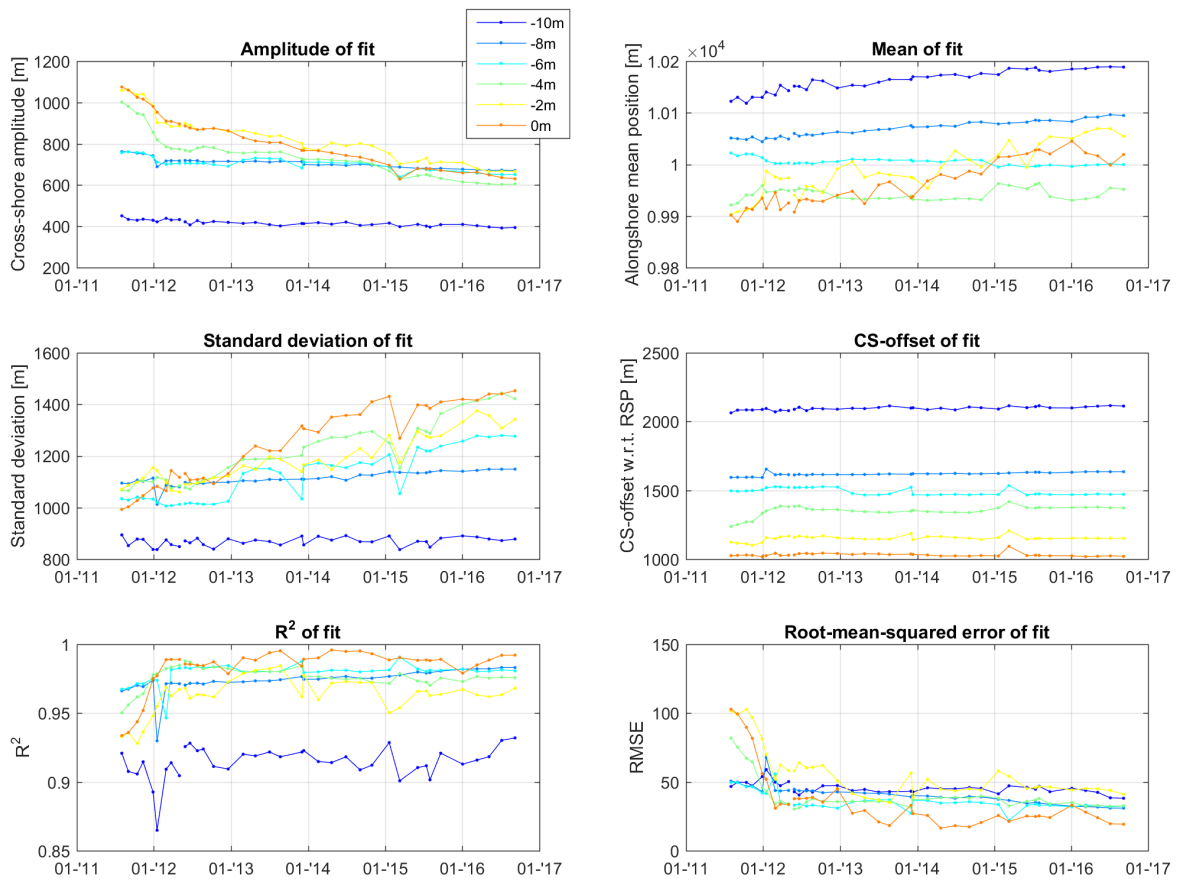 -10m
-8m
-6m
-4m
-2m
0m
Amplitude of fit
Cross-shore amplitude [m]
1200
1000
800
600
400
200
01-'11 01-'12 01-'13 01-'14 01-'15 01-'16 01-'17
Mean of fit
×10⁴
Alongshore mean position [m]
1.02
1.01
1
0.99
0.98
01-'11 01-'12 01-'13 01-'14 01-'15 01-'16 01-'17
Standard deviation of fit
Standard deviation [m]
1600
1400
1200
1000
800
01-'11 01-'12 01-'13 01-'14 01-'15 01-'16 01-'17
CS-offset of fit
CS-offset w.r.t. RSP [m]
2500
2000
1500
1000
01-'11 01-'12 01-'13 01-'14 01-'15 01-'16 01-'17
R² of fit
R²
1
0.95
0.9
0.85
01-'11 01-'12 01-'13 01-'14 01-'15 01-'16 01-'17
Root-mean-squared error of fit
RMSE
150
100
50
0
01-'11 01-'12 01-'13 01-'14 01-'15 01-'16 01-'17